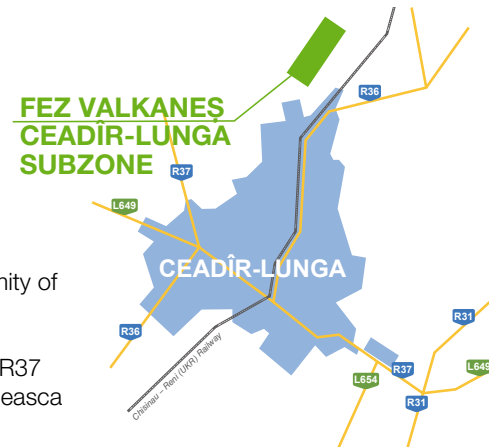 FEZ VALKANEȘ
CEADÎR-LUNGA
SUBZONE
R36
R37
L649
CEADÎR-LUNGA
R36
Chisinau – Reni (UKR) Railway
R31
R37
L654
L649
R31
nity of
R37
easca